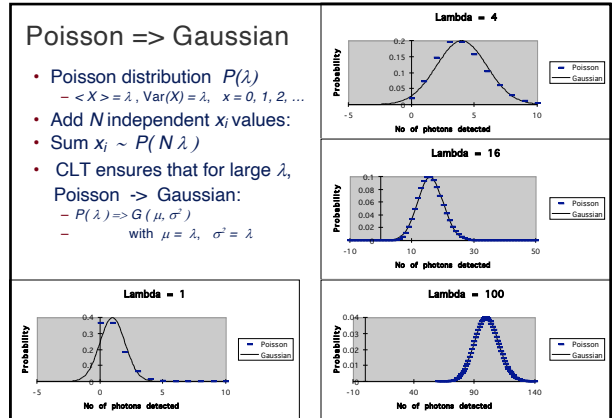 Poisson => Gaussian
• Poisson distribution P(λ)
– < X > = λ , Var(X) = λ, x = 0, 1, 2, …
• Add N independent xᵢ values:
• Sum xᵢ ~ P( N λ )
• CLT ensures that for large λ,
Poisson -> Gaussian:
– P( λ ) => G ( μ, σ² )
– with μ = λ, σ² = λ
Lambda = 4
Probability
0.2
0.15
0.1
0.05
0
-5 0 5 10
No of photons detected
Poisson
Gaussian
Lambda = 16
Probability
0.1
0.08
0.06
0.04
0.02
0
-10 10 30 50
No of photons detected
Poisson
Gaussian
Lambda = 1
Probability
0.4
0.3
0.2
0.1
0
-5 0 5 10
No of photons detected
Poisson
Gaussian
Lambda = 100
Probability
0.04
0.03
0.02
0.01
0
-10 40 90 140
No of photons detected
Poisson
Gaussian